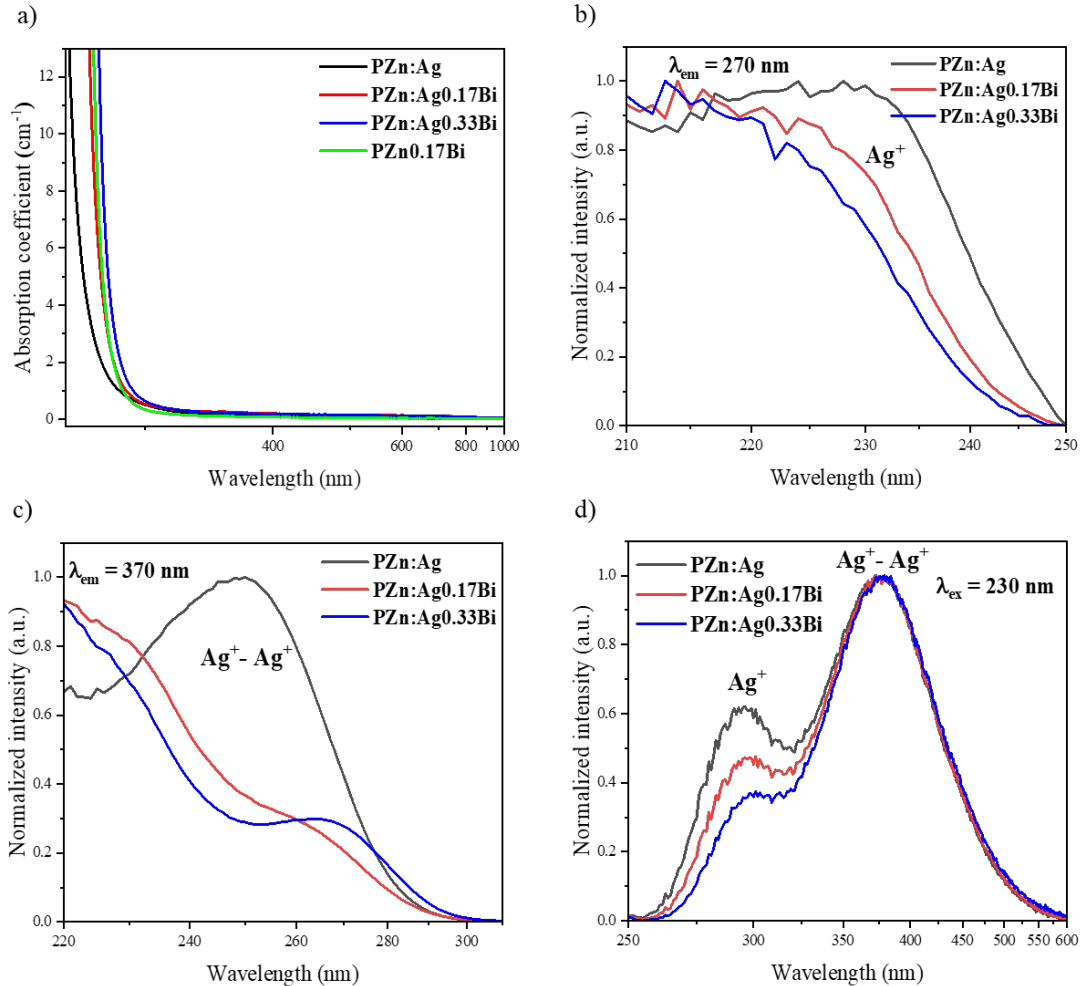 a)
Absorption coefficient (cm⁻¹)
12
10
8
6
4
2
0
PZn:Ag
PZn:Ag0.17Bi
PZn:Ag0.33Bi
PZn0.17Bi
400
600
800
1000
Wavelength (nm)
b)
Normalized intensity (a.u.)
1.0
0.8
0.6
0.4
0.2
0.0
λem = 270 nm
PZn:Ag
PZn:Ag0.17Bi
PZn:Ag0.33Bi
Ag⁺
210
220
230
240
250
Wavelength (nm)
c)
Normalized intensity (a.u.)
1.0
0.8
0.6
0.4
0.2
0.0
λem = 370 nm
PZn:Ag
PZn:Ag0.17Bi
PZn:Ag0.33Bi
Ag⁺- Ag⁺
220
240
260
280
300
Wavelength (nm)
d)
Normalized intensity (a.u.)
1.0
0.8
0.6
0.4
0.2
0.0
PZn:Ag
PZn:Ag0.17Bi
PZn:Ag0.33Bi
Ag⁺- Ag⁺
λex = 230 nm
Ag⁺
250
300
350
400
450
500
550
600
Wavelength (nm)